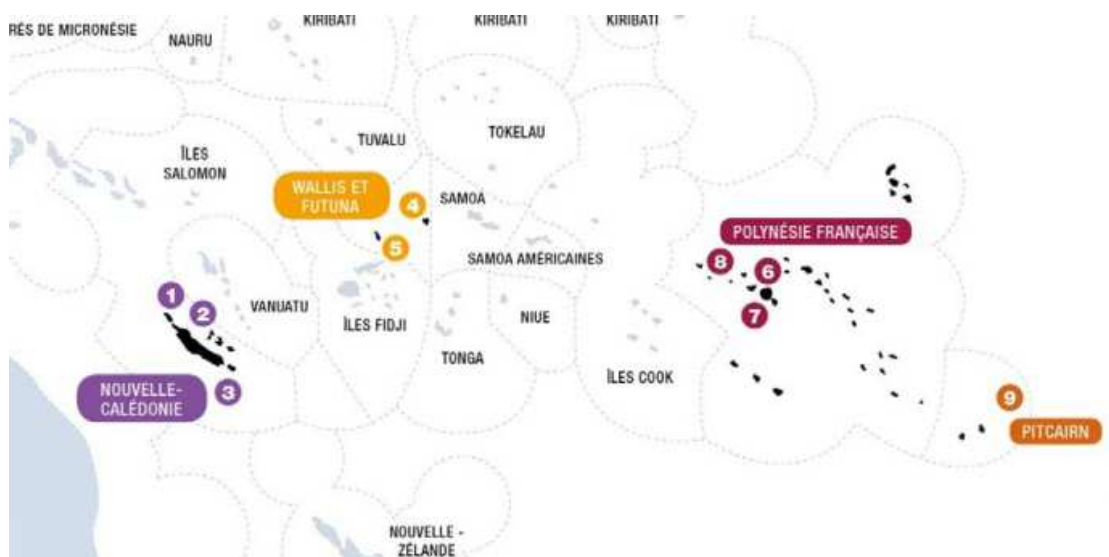 KIRIBATI
KIRIBATI
KIRIBATI
RÉS DE MICRONÉSIE
NAURU
TUVALU
TOKELAU
ÎLES
SALOMON
WALLIS ET
FUTUNA
4
SAMOA
5
POLYNÉSIE FRANÇAISE
SAMOA AMÉRICAINES
8
6
7
1
2
VANUATU
ÎLES FIDJI
NIUE
TONGA
ÎLES COOK
NOUVELLE-
CALÉDONIE
3
9
PITCAIRN
NOUVELLE -
ZÉLANDE